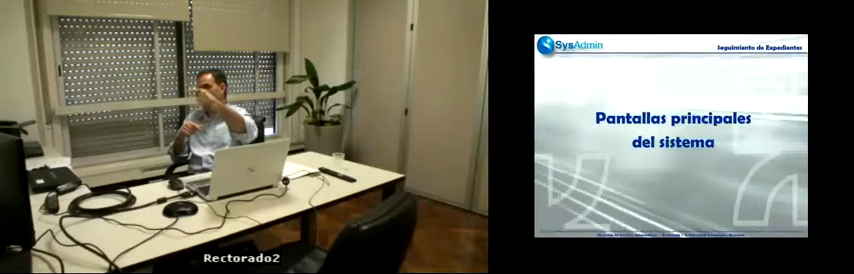 Rectorado2
SysAdmin
Seguimiento de Expedientes
Pantallas principales
del sistema